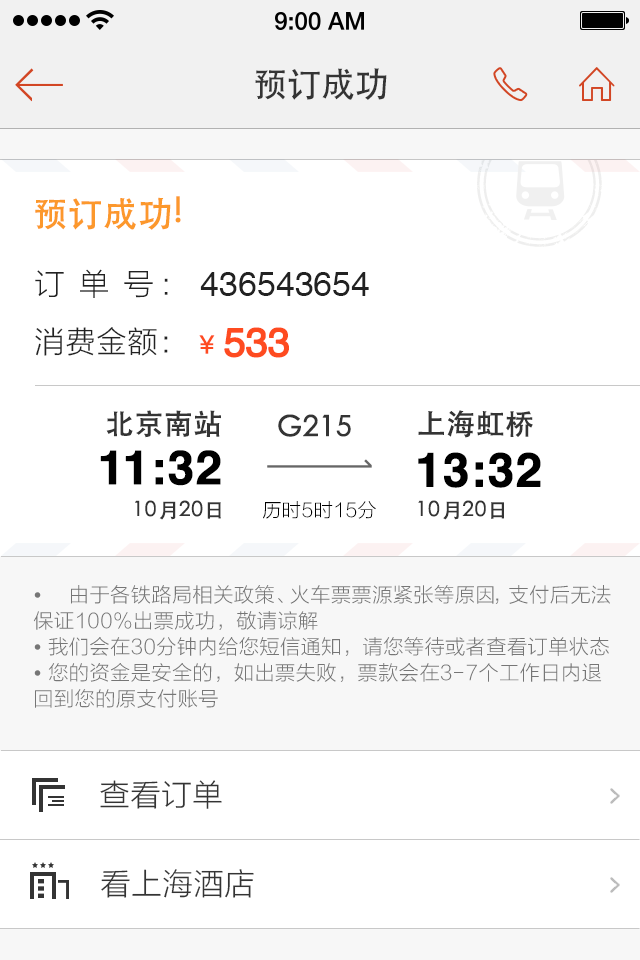 9:00 AM
预订成功
预订成功!
订单号： 436543654
消费金额： ¥ 533
北京南站 G215 上海虹桥
11:32 13:32
10月20日 历时5时15分 10月20日
• 由于各铁路局相关政策、火车票票源紧张等原因, 支付后无法
保证100%出票成功，敬请谅解
• 我们会在30分钟内给您短信通知，请您等待或者查看订单状态
• 您的资金是安全的，如出票失败，票款会在3-7个工作日内退
回到您的原支付账号
查看订单
看上海酒店